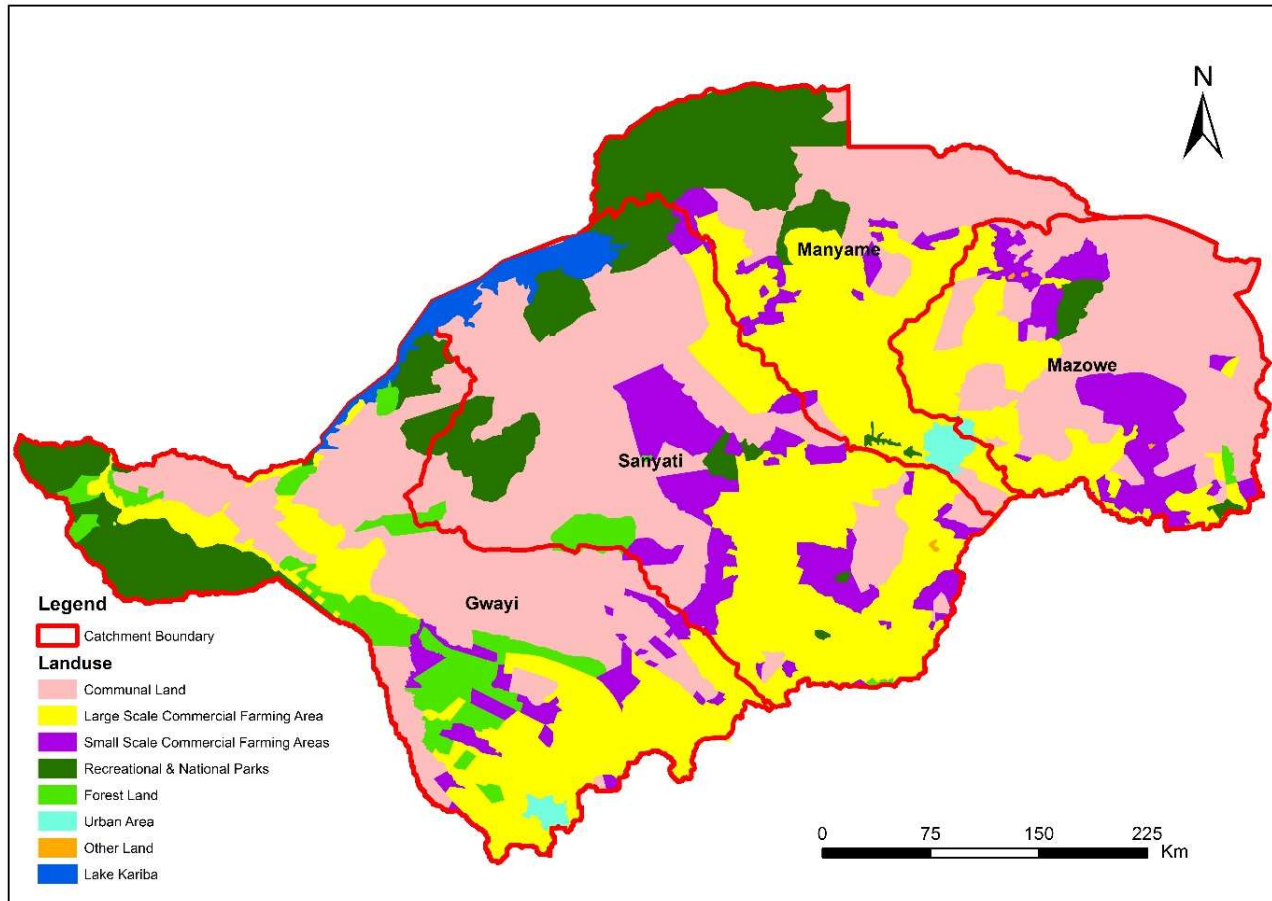 N
Manyame
Mazowe
Sanyati
Gwayi
Legend
Catchment Boundary
Landuse
Communal Land
Large Scale Commercial Farming Area
Small Scale Commercial Farming Areas
Recreational & National Parks
Forest Land
Urban Area
Other Land
Lake Kariba
0 75 150 225
Km